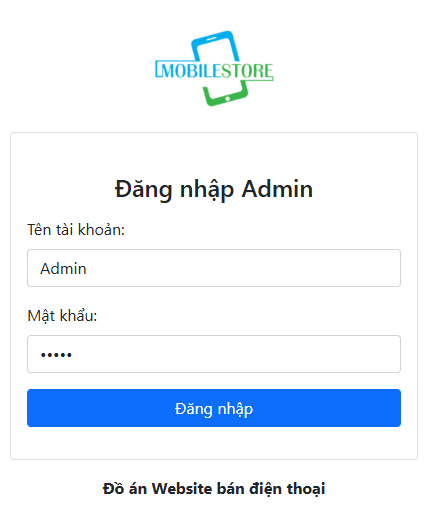 MOBILESTORE
Đăng nhập Admin
Tên tài khoản:
Admin
Mật khẩu:
•••••
Đăng nhập
Đồ án Website bán điện thoại